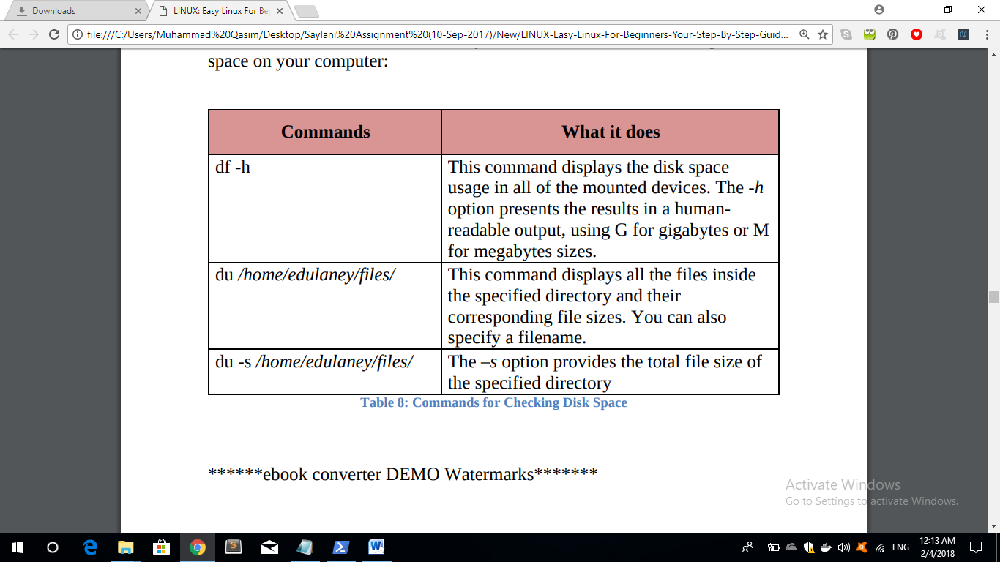 Downloads
LINUX: Easy Linux For Be
file:///C:/Users/Muhammad%20Qasim/Desktop/Saylani%20Assignment%20(10-Sep-2017)/New/LINUX-Easy-Linux-For-Beginners-Your-Step-By-Step-Guid...
space on your computer:
Commands
What it does
df -h
This command displays the disk space
usage in all of the mounted devices. The -h
option presents the results in a human-
readable output, using G for gigabytes or M
for megabytes sizes.
du /home/edulaney/files/
This command displays all the files inside
the specified directory and their
corresponding file sizes. You can also
specify a filename.
du -s /home/edulaney/files/
The –s option provides the total file size of
the specified directory
Table 8: Commands for Checking Disk Space
******ebook converter DEMO Watermarks*******
Activate Windows
Go to Settings to activate Windows.
ENG
12:13 AM
2/4/2018